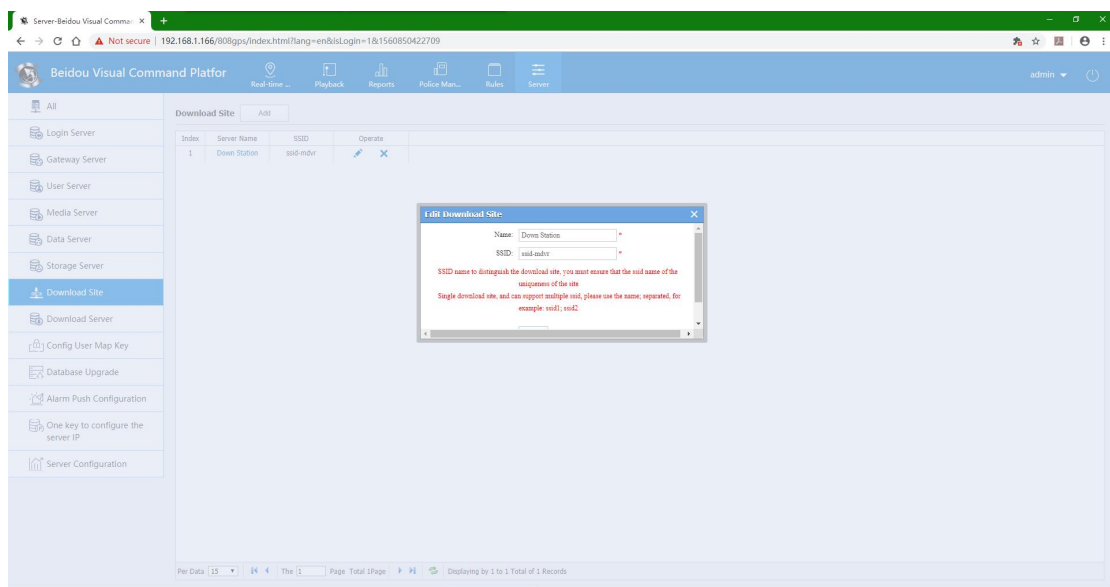 Server-Beidou Visual Comman
Not secure 192.168.1.166/808gps/index.html?lang=en&isLogin=1&1560850422709
Beidou Visual Command Platfor
Real-time ...
Playback
Reports
Police Man...
Rules
Server
admin
All
Login Server
Gateway Server
User Server
Media Server
Data Server
Storage Server
Download Site
Download Server
Config User Map Key
Database Upgrade
Alarm Push Configuration
One key to configure the
server IP
Server Configuration
Download Site Add
Index Server Name SSID Operate
1 Down Station ssid-mdvr
Edit Download Site
Name: Down Station *
SSID: ssid-mdvr *
SSID name to distinguish the download site, you must ensure that the ssid name of the
uniqueness of the site
Single download site, and can support multiple ssid, please use the name; separated, for
example: ssid1; ssid2
Per Data 15 The 1 Page Total 1Page Displaying by 1 to 1 Total of 1 Records